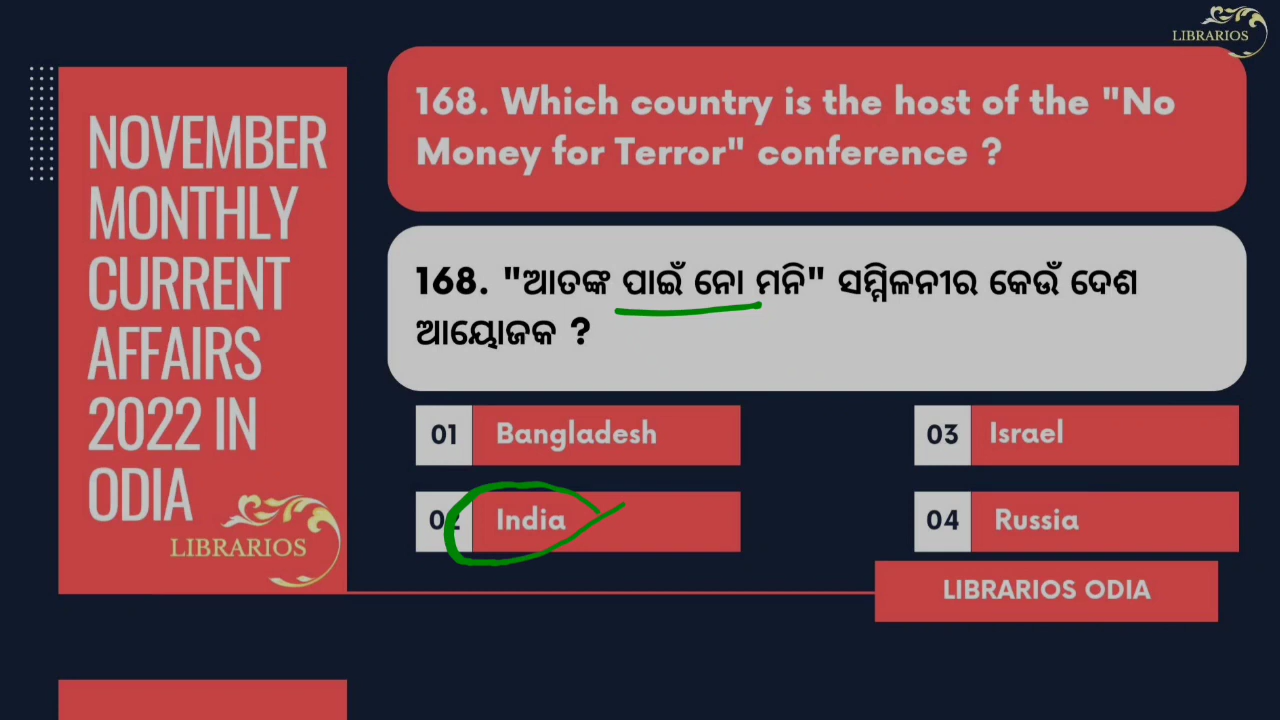 LIBRARIOS
NOVEMBER
MONTHLY
CURRENT
AFFAIRS
2022 IN
ODIA
LIBRARIOS
168. Which country is the host of the "No
Money for Terror" conference ?
168. "ଆତଙ୍କ ପାଇଁ ନୋ ମନି" ସମ୍ମିଳନୀର କେଉଁ ଦେଶ
ଆୟୋଜକ ?
01 Bangladesh
02 India
03 Israel
04 Russia
LIBRARIOS ODIA